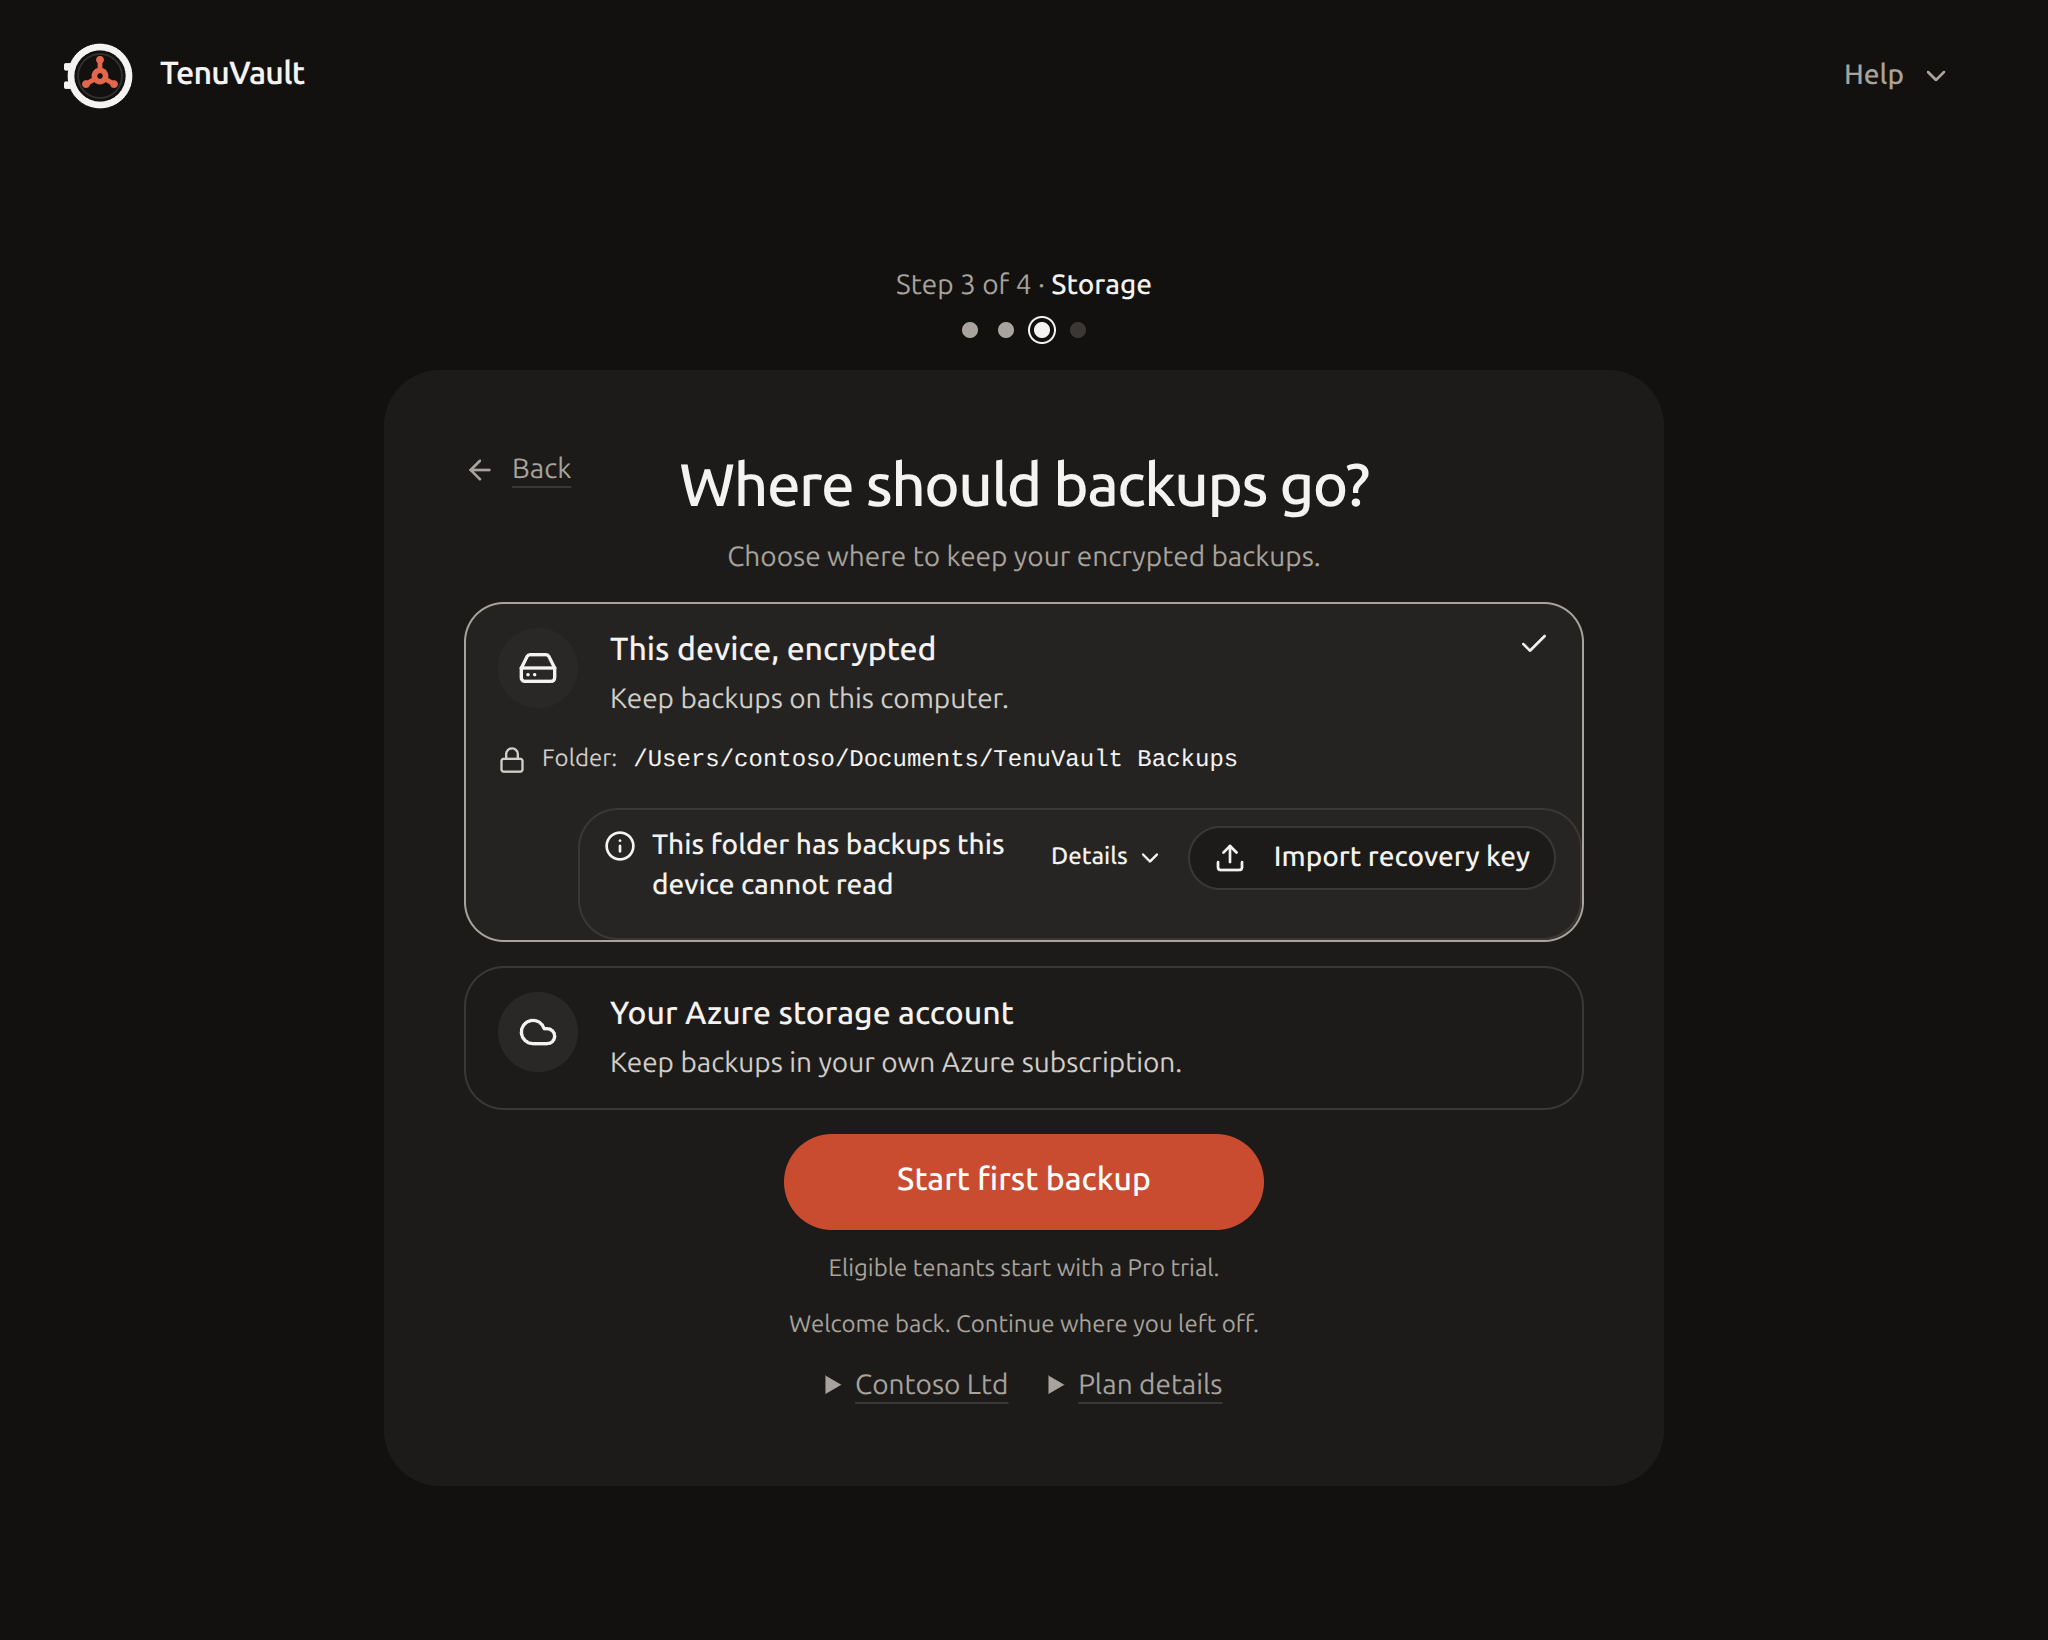 TenuVault
Help
Step 3 of 4 · Storage
Back
Where should backups go?
Choose where to keep your encrypted backups.
This device, encrypted
Keep backups on this computer.
Folder: /Users/contoso/Documents/TenuVault Backups
This folder has backups this
device cannot read
Details
Import recovery key
Your Azure storage account
Keep backups in your own Azure subscription.
Start first backup
Eligible tenants start with a Pro trial.
Welcome back. Continue where you left off.
Contoso Ltd
Plan details